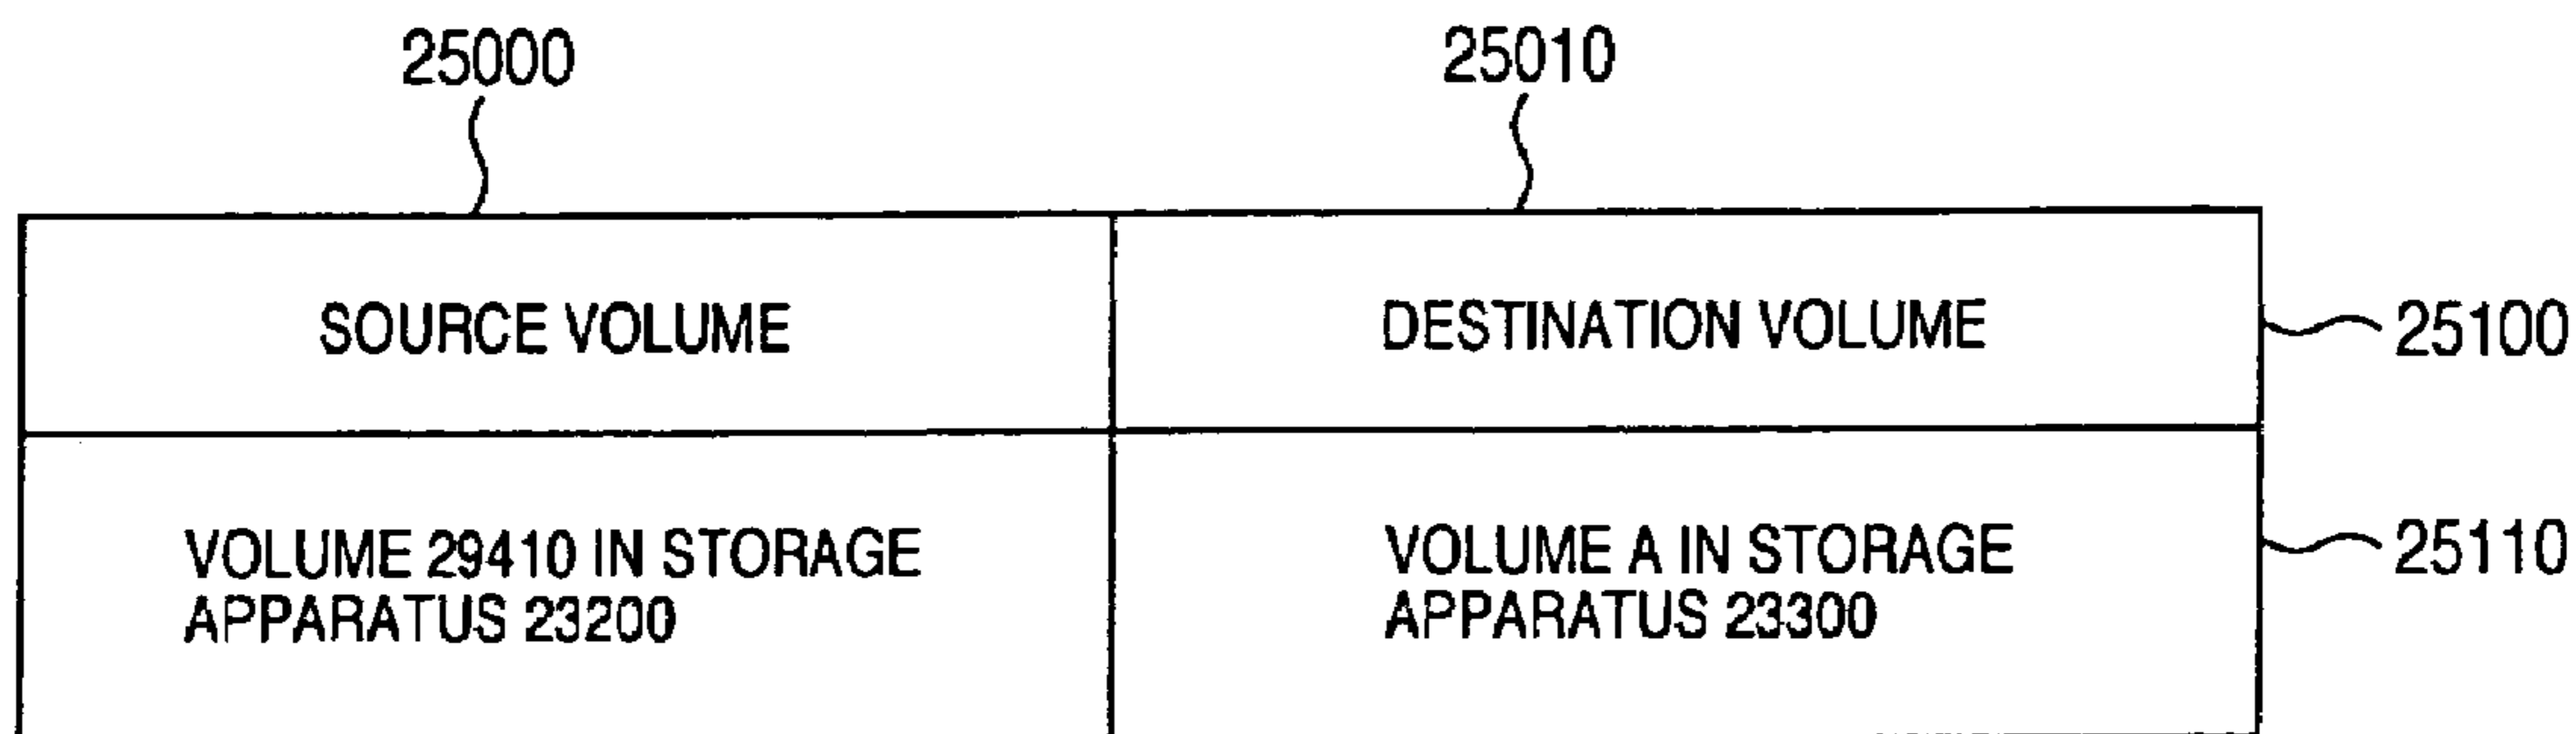 25000
25010
SOURCE VOLUME
DESTINATION VOLUME
25100
VOLUME 29410 IN STORAGE
APPARATUS 23200
VOLUME A IN STORAGE
APPARATUS 23300
25110